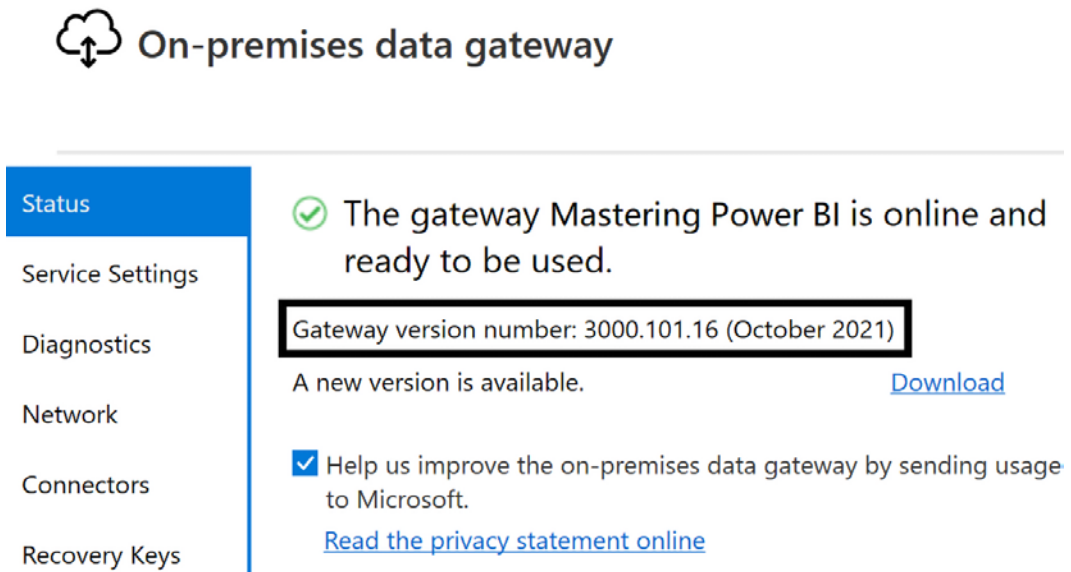 On-premises data gateway
Status
Service Settings
Diagnostics
Network
Connectors
Recovery Keys
The gateway Mastering Power BI is online and
ready to be used.
Gateway version number: 3000.101.16 (October 2021)
A new version is available.
Download
Help us improve the on-premises data gateway by sending usage
to Microsoft.
Read the privacy statement online